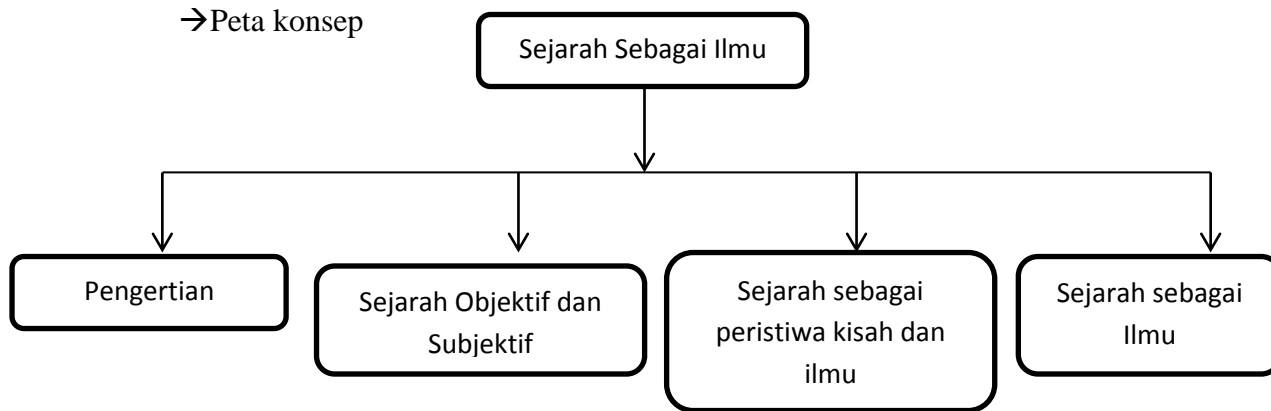 →Peta konsep
Sejarah Sebagai Ilmu
Pengertian
Sejarah Objektif dan
Subjektif
Sejarah sebagai
peristiwa kisah dan
ilmu
Sejarah sebagai
Ilmu